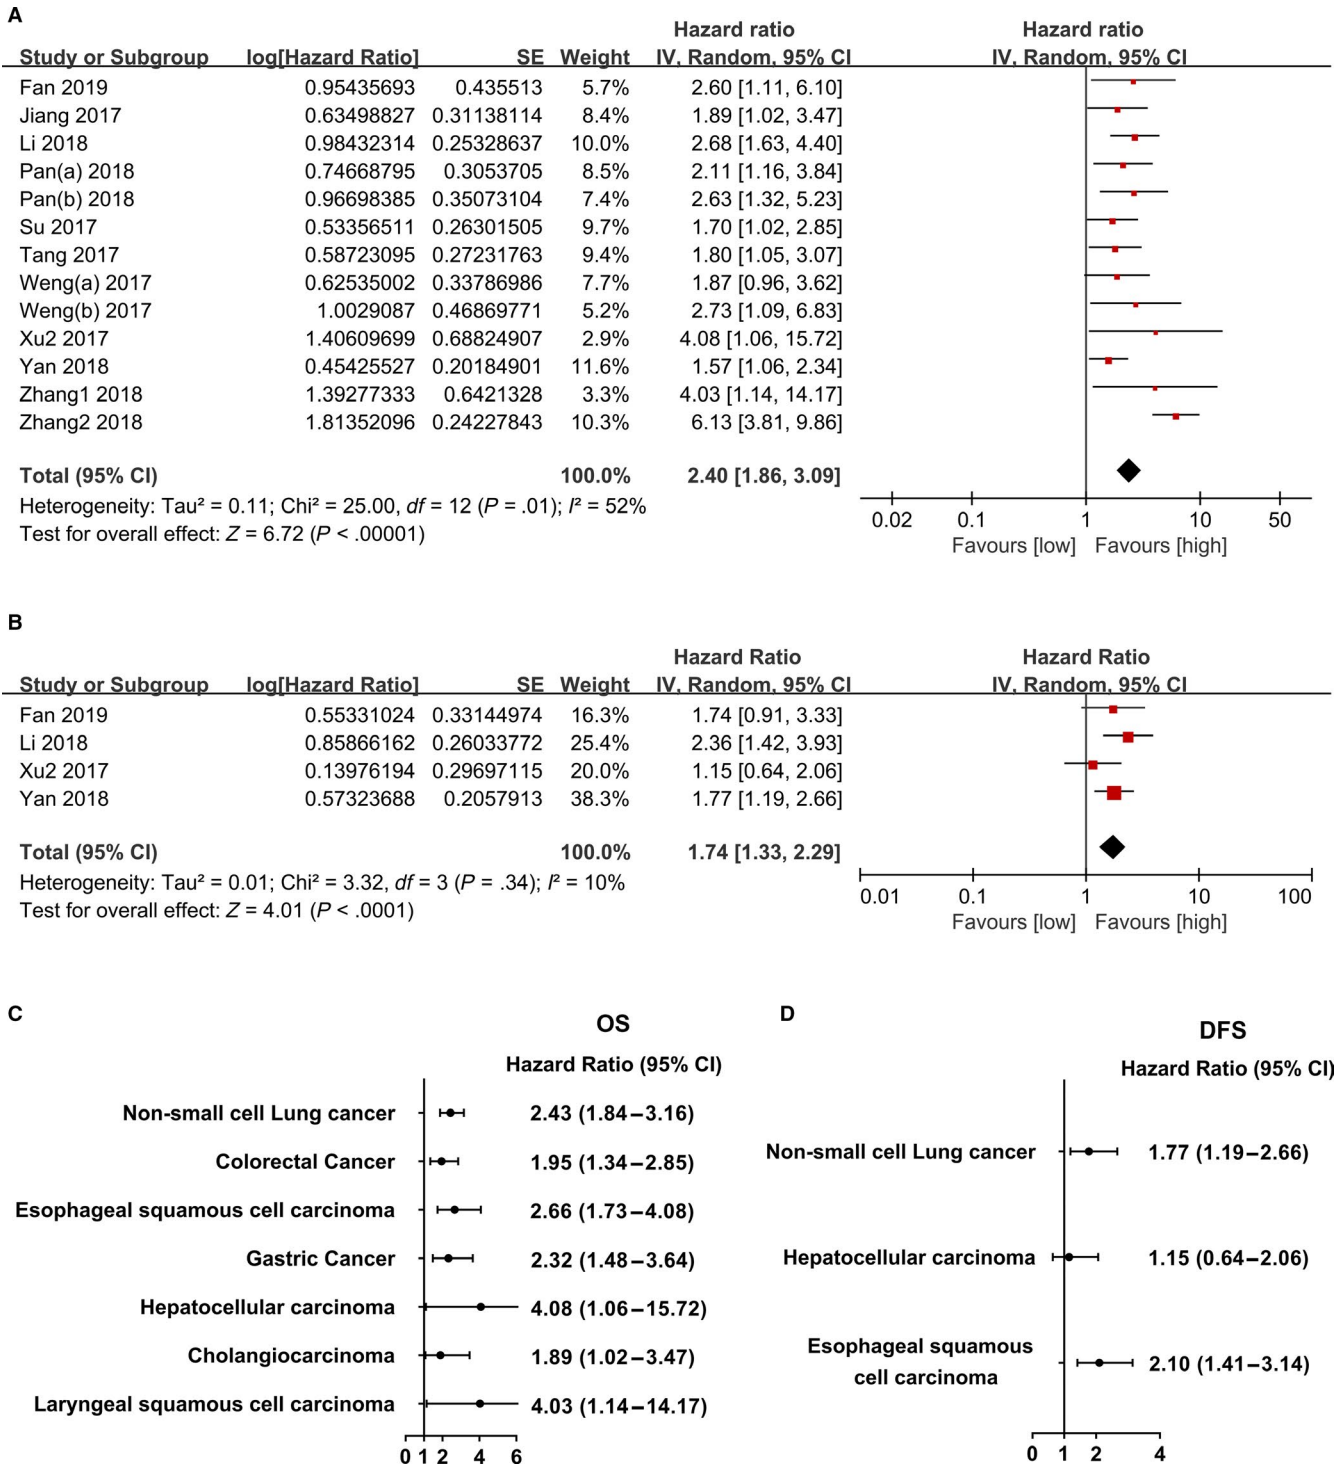 A
Hazard ratio Hazard ratio
Study or Subgroup log[Hazard Ratio] SE Weight IV, Random, 95% CI IV, Random, 95% CI
Fan 2019 0.95435693 0.435513 5.7% 2.60 [1.11, 6.10]
Jiang 2017 0.63498827 0.31138114 8.4% 1.89 [1.02, 3.47]
Li 2018 0.98432314 0.25328637 10.0% 2.68 [1.63, 4.40]
Pan(a) 2018 0.74668795 0.3053705 8.5% 2.11 [1.16, 3.84]
Pan(b) 2018 0.96698385 0.35073104 7.4% 2.63 [1.32, 5.23]
Su 2017 0.53356511 0.26301505 9.7% 1.70 [1.02, 2.85]
Tang 2017 0.58723095 0.27231763 9.4% 1.80 [1.05, 3.07]
Weng(a) 2017 0.62535002 0.33786986 7.7% 1.87 [0.96, 3.62]
Weng(b) 2017 1.0029087 0.46869771 5.2% 2.73 [1.09, 6.83]
Xu2 2017 1.40609699 0.68824907 2.9% 4.08 [1.06, 15.72]
Yan 2018 0.45425527 0.20184901 11.6% 1.57 [1.06, 2.34]
Zhang1 2018 1.39277333 0.6421328 3.3% 4.03 [1.14, 14.17]
Zhang2 2018 1.81352096 0.24227843 10.3% 6.13 [3.81, 9.86]
Total (95% CI) 100.0% 2.40 [1.86, 3.09]
Heterogeneity: Tau² = 0.11; Chi² = 25.00, df = 12 (P = .01); I² = 52%
Test for overall effect: Z = 6.72 (P < .00001)
0.02 0.1 1 10 50
Favours [low] Favours [high]
B
Hazard Ratio Hazard Ratio
Study or Subgroup log[Hazard Ratio] SE Weight IV, Random, 95% CI IV, Random, 95% CI
Fan 2019 0.55331024 0.33144974 16.3% 1.74 [0.91, 3.33]
Li 2018 0.85866162 0.26033772 25.4% 2.36 [1.42, 3.93]
Xu2 2017 0.13976194 0.29697115 20.0% 1.15 [0.64, 2.06]
Yan 2018 0.57323688 0.2057913 38.3% 1.77 [1.19, 2.66]
Total (95% CI) 100.0% 1.74 [1.33, 2.29]
Heterogeneity: Tau² = 0.01; Chi² = 3.32, df = 3 (P = .34); I² = 10%
Test for overall effect: Z = 4.01 (P < .0001)
0.01 0.1 1 10 100
Favours [low] Favours [high]
C
OS
Hazard Ratio (95% CI)
Non-small cell Lung cancer 2.43 (1.84–3.16)
Colorectal Cancer 1.95 (1.34–2.85)
Esophageal squamous cell carcinoma 2.66 (1.73–4.08)
Gastric Cancer 2.32 (1.48–3.64)
Hepatocellular carcinoma 4.08 (1.06–15.72)
Cholangiocarcinoma 1.89 (1.02–3.47)
Laryngeal squamous cell carcinoma 4.03 (1.14–14.17)
0 1 2 4 6
D
DFS
Hazard Ratio (95% CI)
Non-small cell Lung cancer 1.77 (1.19–2.66)
Hepatocellular carcinoma 1.15 (0.64–2.06)
Esophageal squamous
cell carcinoma 2.10 (1.41–3.14)
0 1 2 4